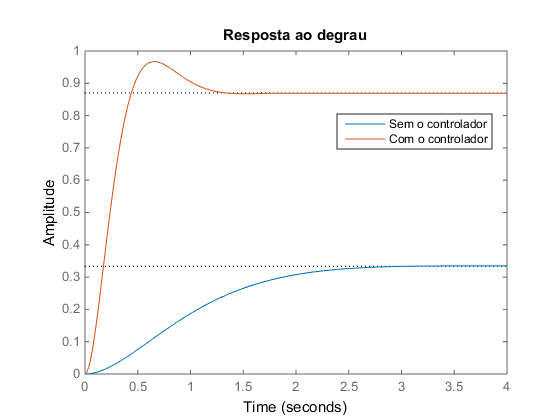 Resposta ao degrau
1
0.9
0.8
0.7
0.6
0.5
0.4
0.3
0.2
0.1
0
Amplitude
Sem o controlador
Com o controlador
0 0.5 1 1.5 2 2.5 3 3.5 4
Time (seconds)